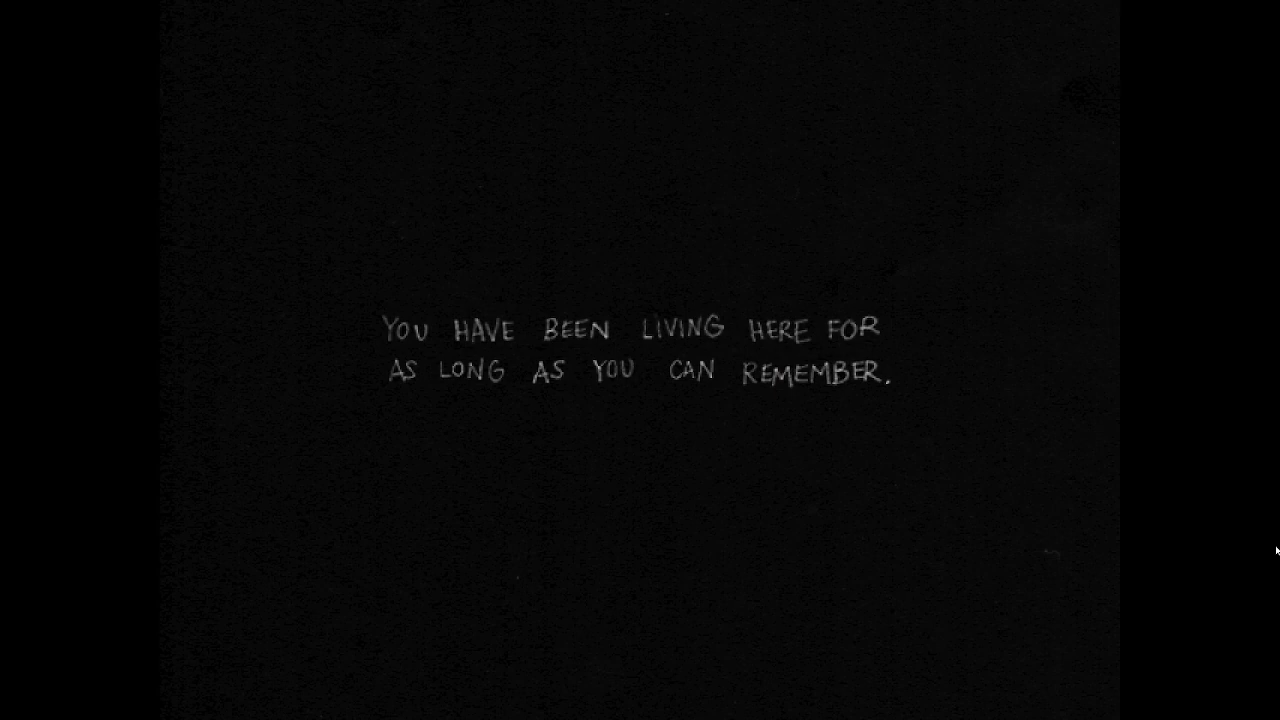 YOU HAVE BEEN LIVING HERE FOR
AS LONG AS YOU CAN REMEMBER.